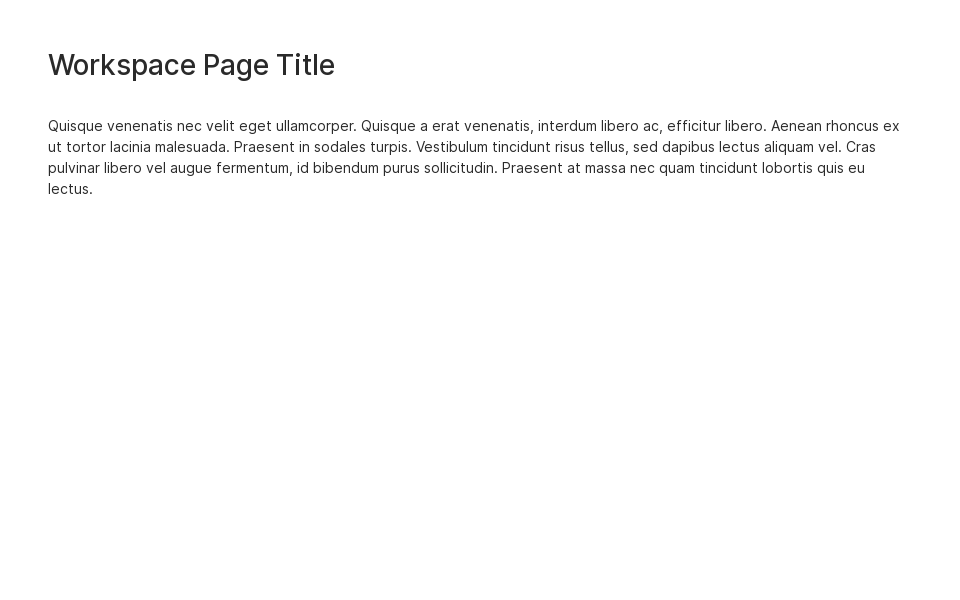 Workspace Page Title
Quisque venenatis nec velit eget ullamcorper. Quisque a erat venenatis, interdum libero ac, efficitur libero. Aenean rhoncus ex
ut tortor lacinia malesuada. Praesent in sodales turpis. Vestibulum tincidunt risus tellus, sed dapibus lectus aliquam vel. Cras
pulvinar libero vel augue fermentum, id bibendum purus sollicitudin. Praesent at massa nec quam tincidunt lobortis quis eu
lectus.